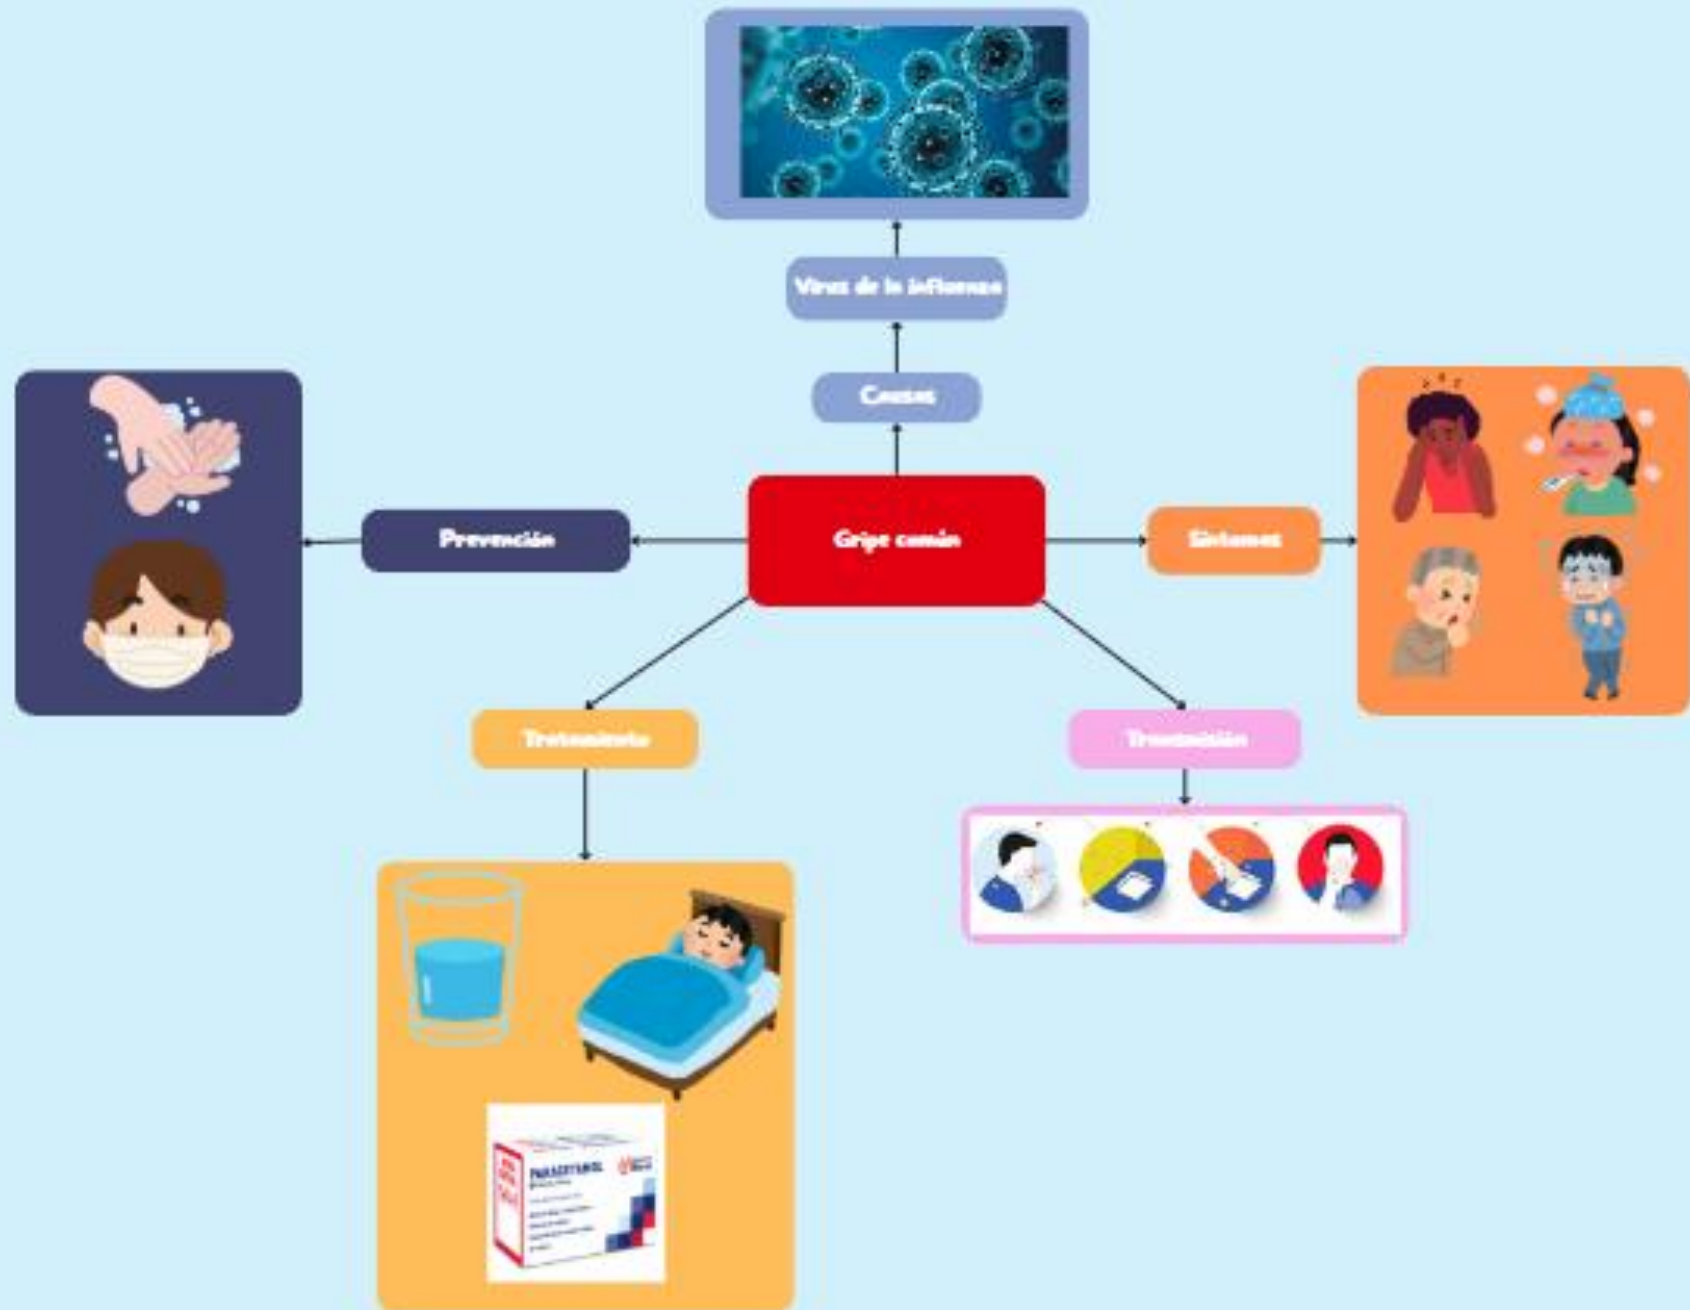 Virus de la influenza
Causas
Prevención
Gripe común
Síntomas
Tratamiento
Transmisión
PARACETAMOL